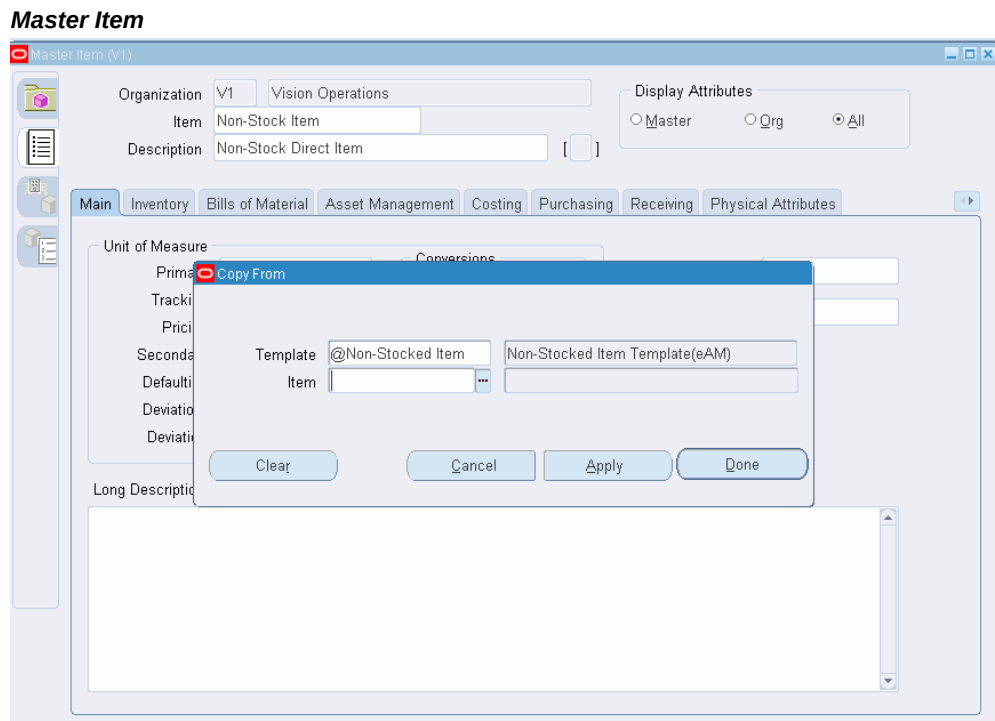 Master Item
Master Item (V1)
Organization V1 Vision Operations
Display Attributes
Item Non-Stock Item
Master Org All
Description Non-Stock Direct Item [ ]
Main Inventory Bills of Material Asset Management Costing Purchasing Receiving Physical Attributes
Unit of Measure
Conversions
Prima
Copy From
Tracki
Prici
Seconda
Template @Non-Stocked Item Non-Stocked Item Template(eAM)
Defaulti
Item
Deviatio
Deviati
Clear Cancel Apply Done
Long Descriptio